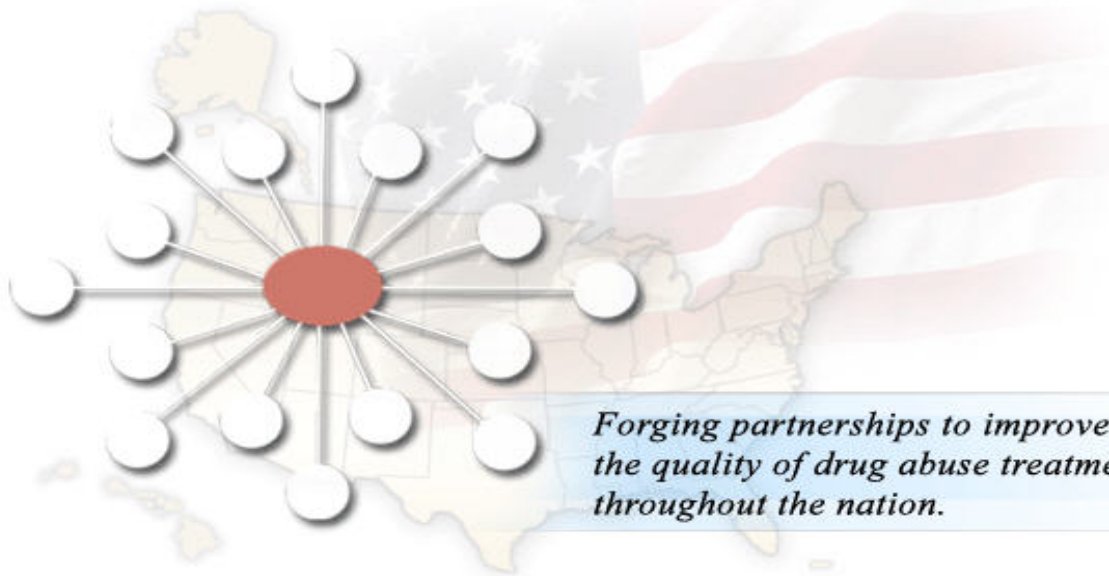 Forging partnerships to improve
the quality of drug abuse treatme
throughout the nation.